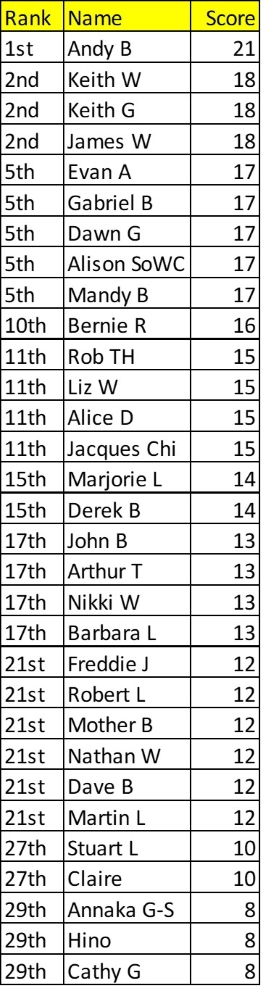 Rank Name Score
1st Andy B 21
2nd Keith W 18
2nd Keith G 18
2nd James W 18
5th Evan A 17
5th Gabriel B 17
5th Dawn G 17
5th Alison SoWC 17
5th Mandy B 17
10th Bernie R 16
11th Rob TH 15
11th Liz W 15
11th Alice D 15
11th Jacques Chi 15
15th Marjorie L 14
15th Derek B 14
17th John B 13
17th Arthur T 13
17th Nikki W 13
17th Barbara L 13
21st Freddie J 12
21st Robert L 12
21st Mother B 12
21st Nathan W 12
21st Dave B 12
21st Martin L 12
27th Stuart L 10
27th Claire 10
29th Annaka G-S 8
29th Hino 8
29th Cathy G 8